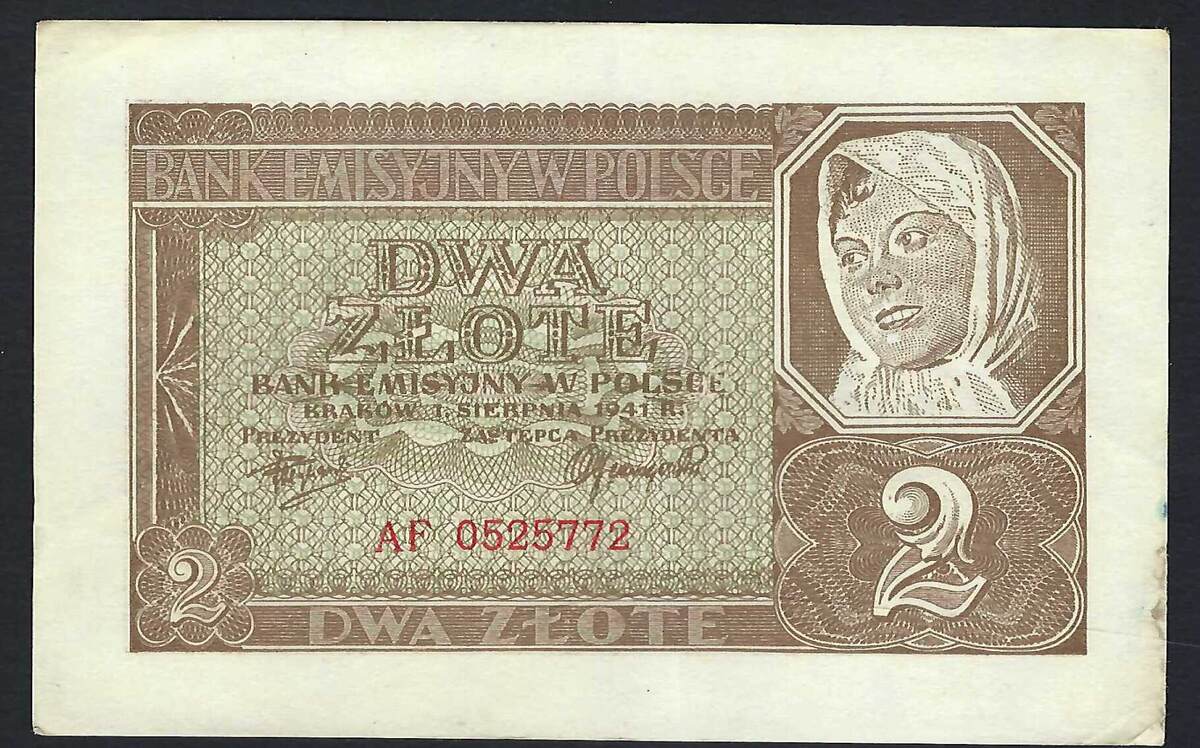 BANK EMISYJNY W POLSCE
DWA
ZŁOTE
BANK EMISYJNY W POLSCE
KRAKÓW 1. SIERPNIA 1941 R.
PREZYDENT ZASTĘPCA PREZYDENTA
AF 0525772
2
DWA ZŁOTE
2